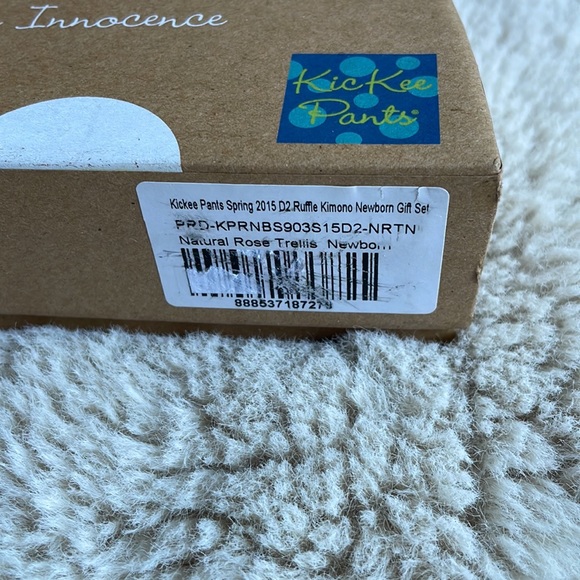 Innocence
KicKee
Pants®
Kickee Pants Spring 2015 D2 Ruffle Kimono Newborn Gift Set
PRD-KPRNBS903S15D2-NRTN
Natural Rose Trellis Newborn